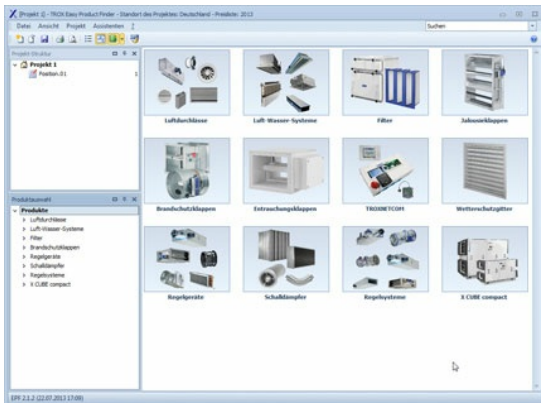 [Projekt 1] - TROX Easy Product Finder - Standort des Projektes: Deutschland - Preisliste: 2013
Datei Ansicht Projekt Assistenten ?
Suchen
Projekt-Struktur
Projekt 1
Position.01 1
Produktauswahl
Produkte
Luftdurchlässe
Luft-Wasser-Systeme
Filter
Brandschutzklappen
Regelgeräte
Schalldämpfer
Regelsysteme
X CUBE compact
Luftdurchlässe Luft-Wasser-Systeme Filter Jalousieklappen
Brandschutzklappen Entrauchungsklappen TROXNETCOM Wetterschutzgitter
Regelgeräte Schalldämpfer Regelsysteme X CUBE compact
EPF 2.1.2 (22.07.2013 17:09)